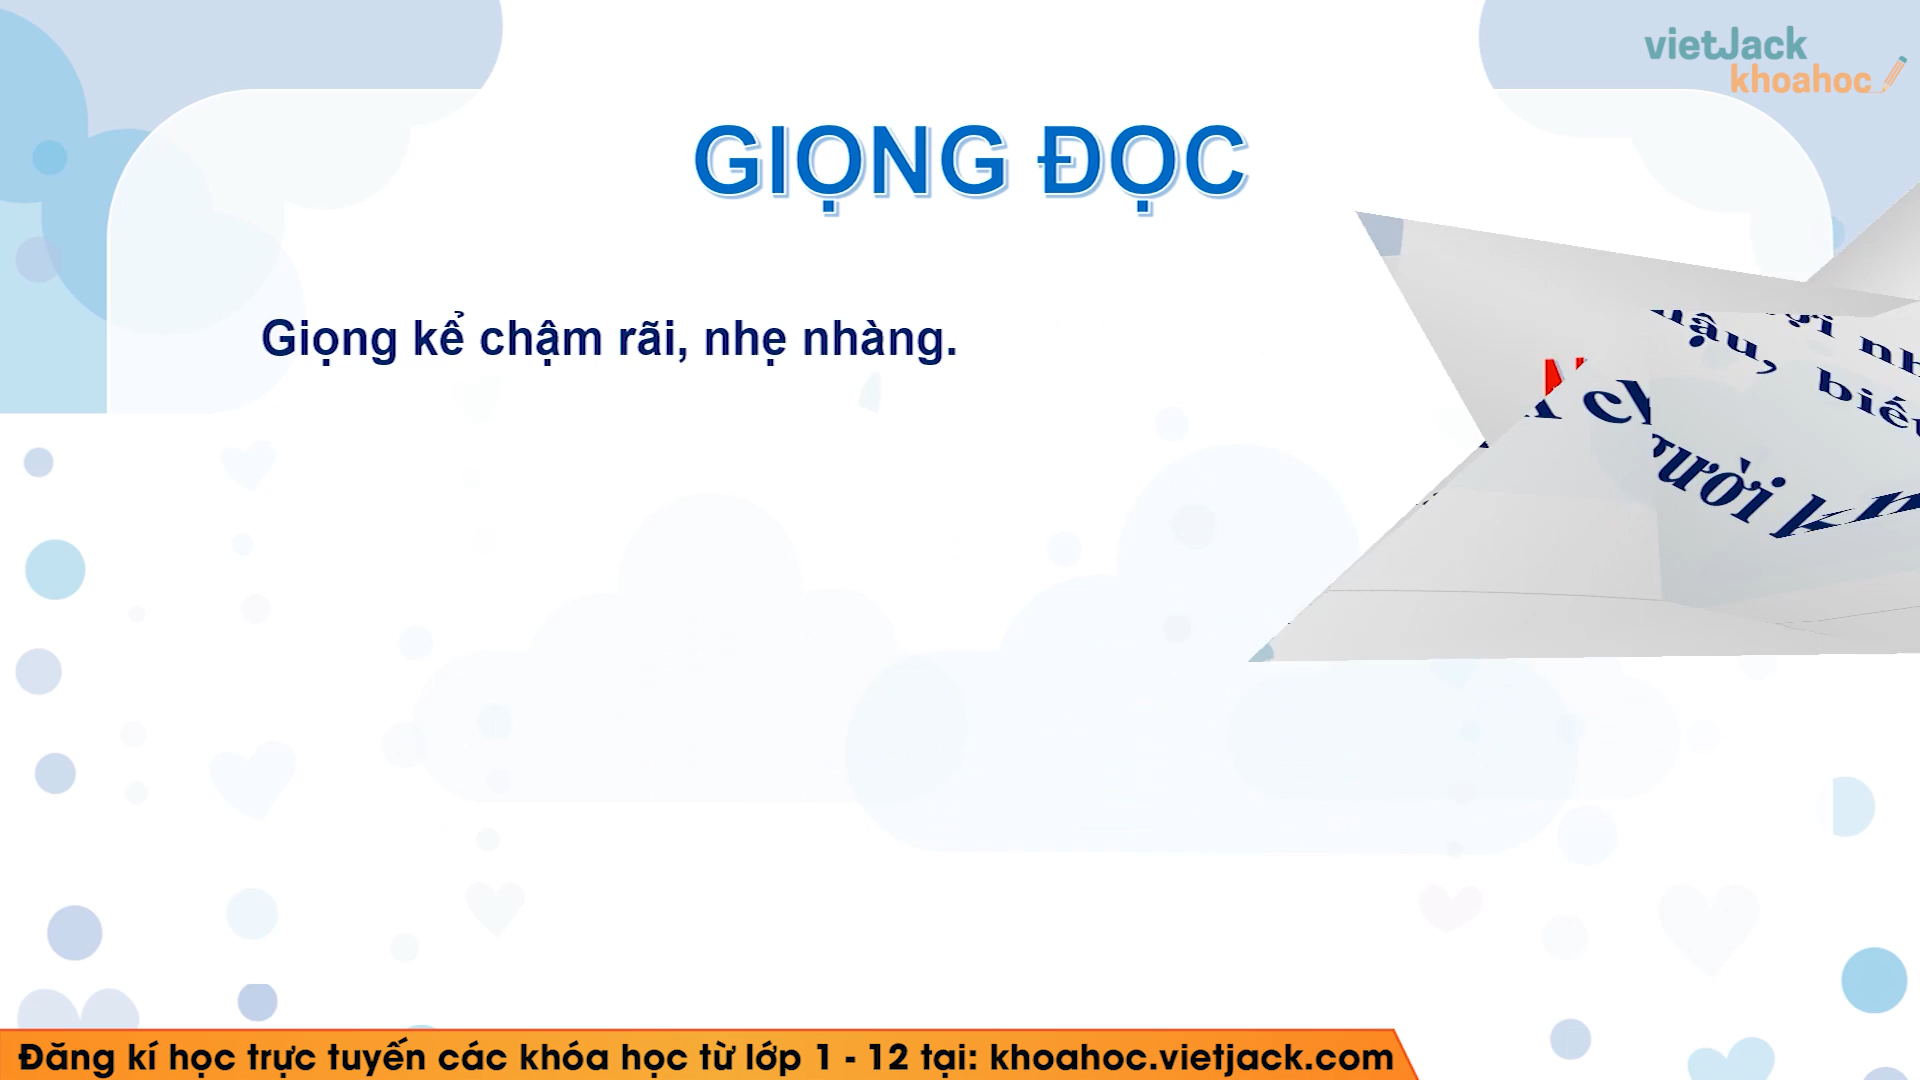 vietJack
khoahoc
GIỌNG ĐỌC
Giọng kể chậm rãi, nhẹ nhàng.
Đăng kí học trực tuyến các khóa học từ lớp 1 - 12 tại: khoahoc.vietjack.com